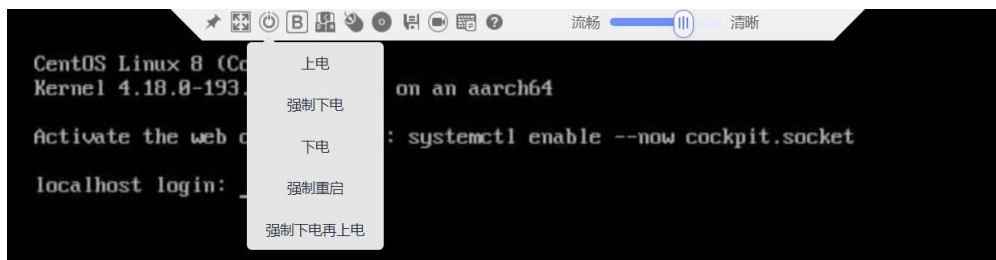 B
流畅
清晰
CentOS Linux 8 (Co
Kernel 4.18.0-193. on an aarch64
Activate the web c : systemctl enable --now cockpit.socket
localhost login: _
上电
强制下电
下电
强制重启
强制下电再上电